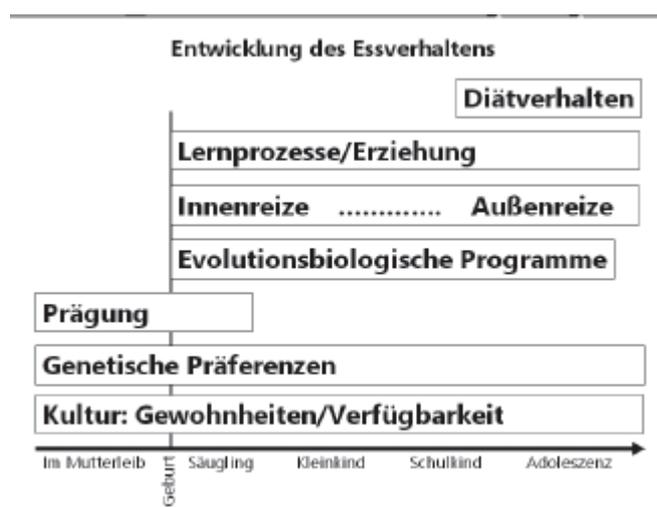 Entwicklung des Essverhaltens
Diätverhalten
Lernprozesse/Erziehung
Innenreize ............. Außenreize
Evolutionsbiologische Programme
Prägung
Genetische Präferenzen
Kultur: Gewohnheiten/Verfügbarkeit
Im Mutterleib Geburt Säugling Kleinkind Schulkind Adoleszenz